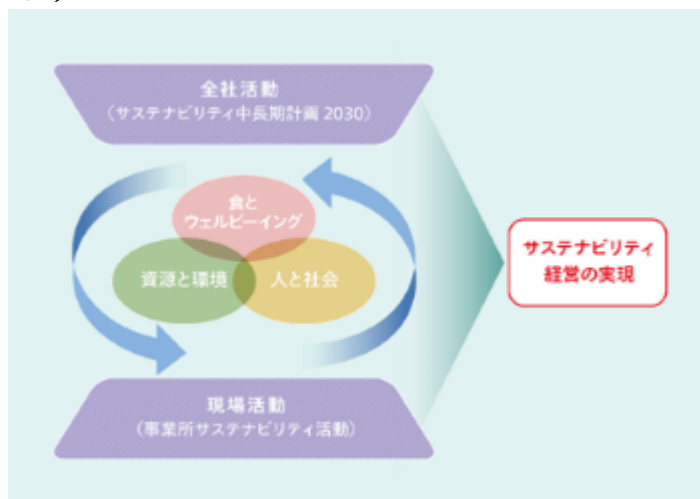 全社活動
(サステナビリティ中長期計画 2030)
食と
ウェルビーイング
資源と環境
人と社会
サステナビリティ
経営の実現
現場活動
(事業所サステナビリティ活動)